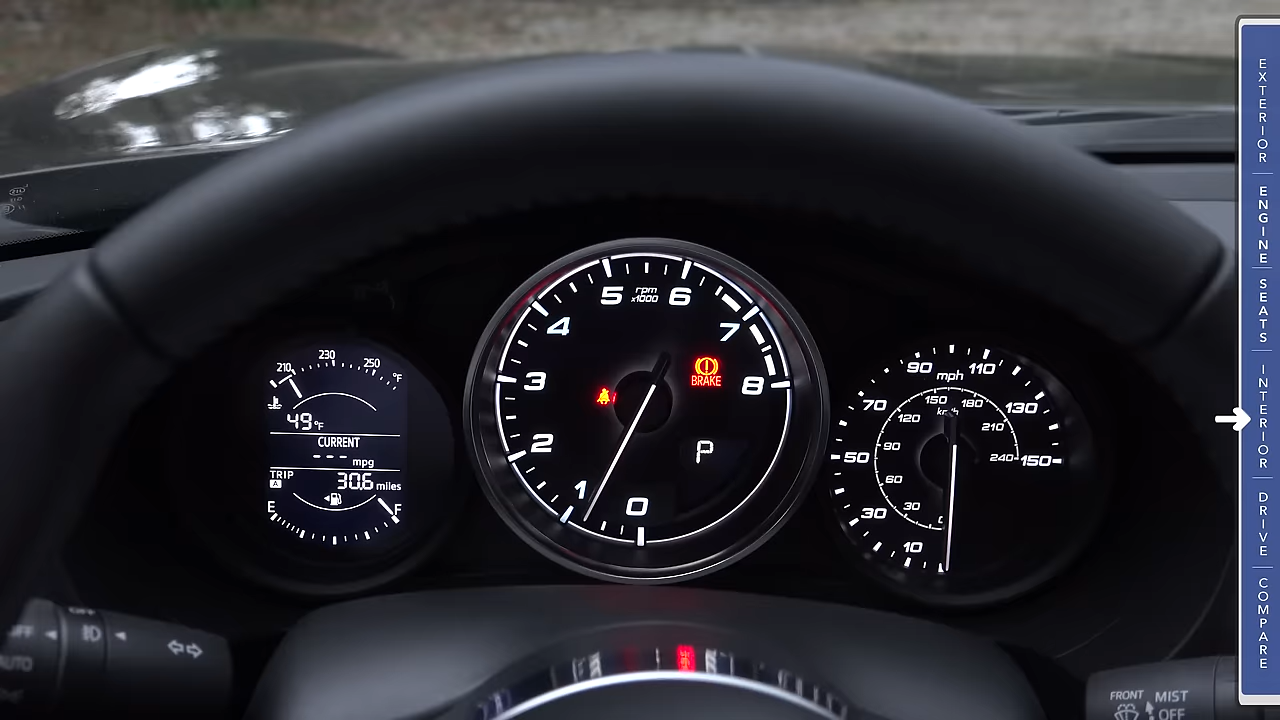 210
230
250
°F
49°F
CURRENT
--- mpg
TRIP
A
30.6 miles
E
F
5
rpm
x1000
6
4
7
3
BRAKE
8
2
P
1
0
90
mph
110
150
180
70
km/h
130
120
210
50
90
240
150
60
30
30
0
10
OFF
AUTO
FRONT
MIST
OFF
EXTERIOR
ENGINE
SEATS
INTERIOR
DRIVE
COMPARE